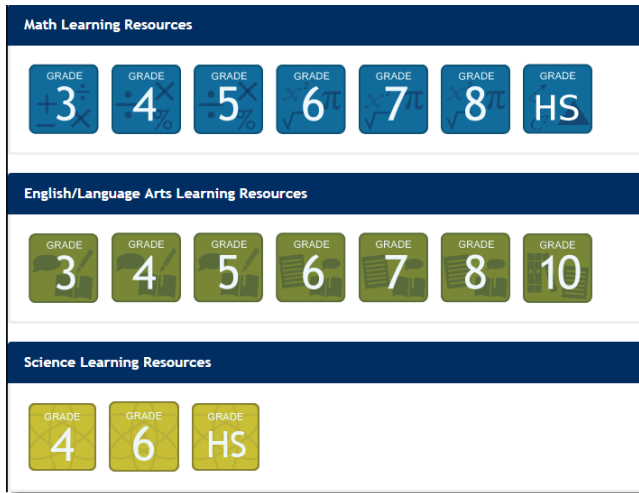 Math Learning Resources
GRADE GRADE GRADE GRADE GRADE GRADE GRADE
3 4 5 6 7 8 HS
English/Language Arts Learning Resources
GRADE GRADE GRADE GRADE GRADE GRADE GRADE
3 4 5 6 7 8 10
Science Learning Resources
GRADE GRADE GRADE
4 6 HS